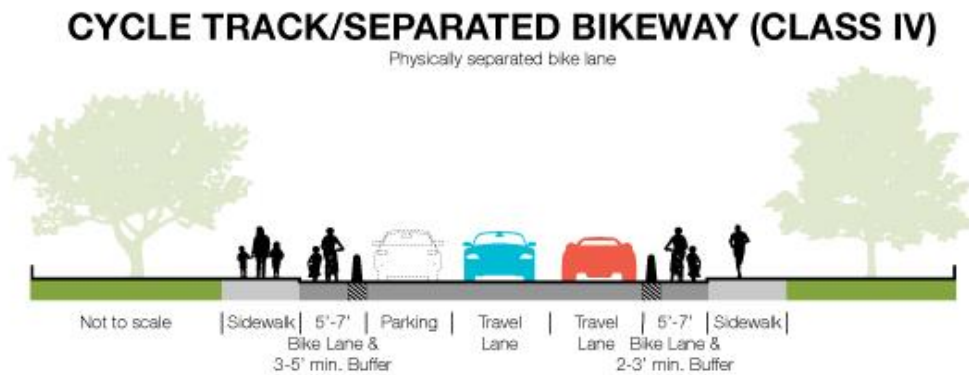 CYCLE TRACK/SEPARATED BIKEWAY (CLASS IV)
Physically separated bike lane
Not to scale
Sidewalk
5'-7'
Bike Lane &
3-5' min. Buffer
Parking
Travel
Lane
Travel
Lane
5'-7'
Bike Lane &
2-3' min. Buffer
Sidewalk